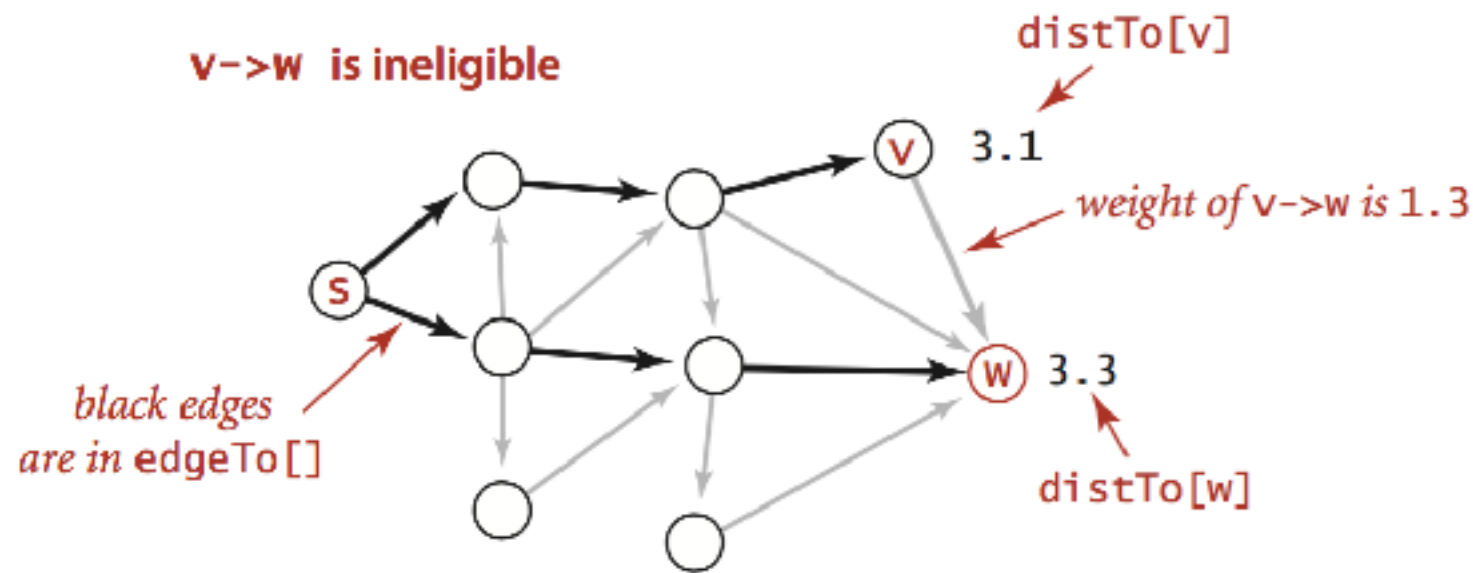 distTo[v]
v->w is ineligible
v 3.1
weight of v->w is 1.3
s
w 3.3
black edges
are in edgeTo[]
distTo[w]